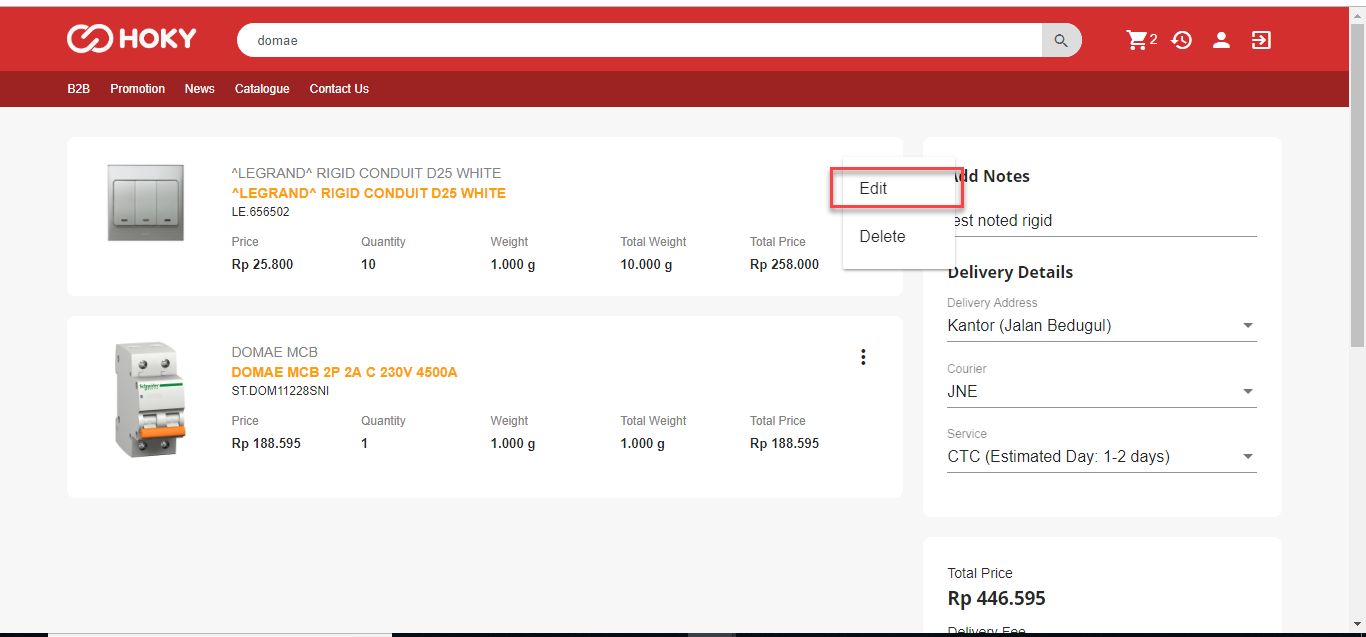 HOKY
domae
2
B2B Promotion News Catalogue Contact Us
^LEGRAND^ RIGID CONDUIT D25 WHITE
^LEGRAND^ RIGID CONDUIT D25 WHITE
LE.656502
Price Quantity Weight Total Weight Total Price
Rp 25.800 10 1.000 g 10.000 g Rp 258.000
Edit
Delete
DOMAE MCB
DOMAE MCB 2P 2A C 230V 4500A
ST.DOM11228SNI
Price Quantity Weight Total Weight Total Price
Rp 188.595 1 1.000 g 1.000 g Rp 188.595
Schneider
dd Notes
est noted rigid
Delivery Details
Delivery Address
Kantor (Jalan Bedugul)
Courier
JNE
Service
CTC (Estimated Day: 1-2 days)
Total Price
Rp 446.595
Delivery Fee